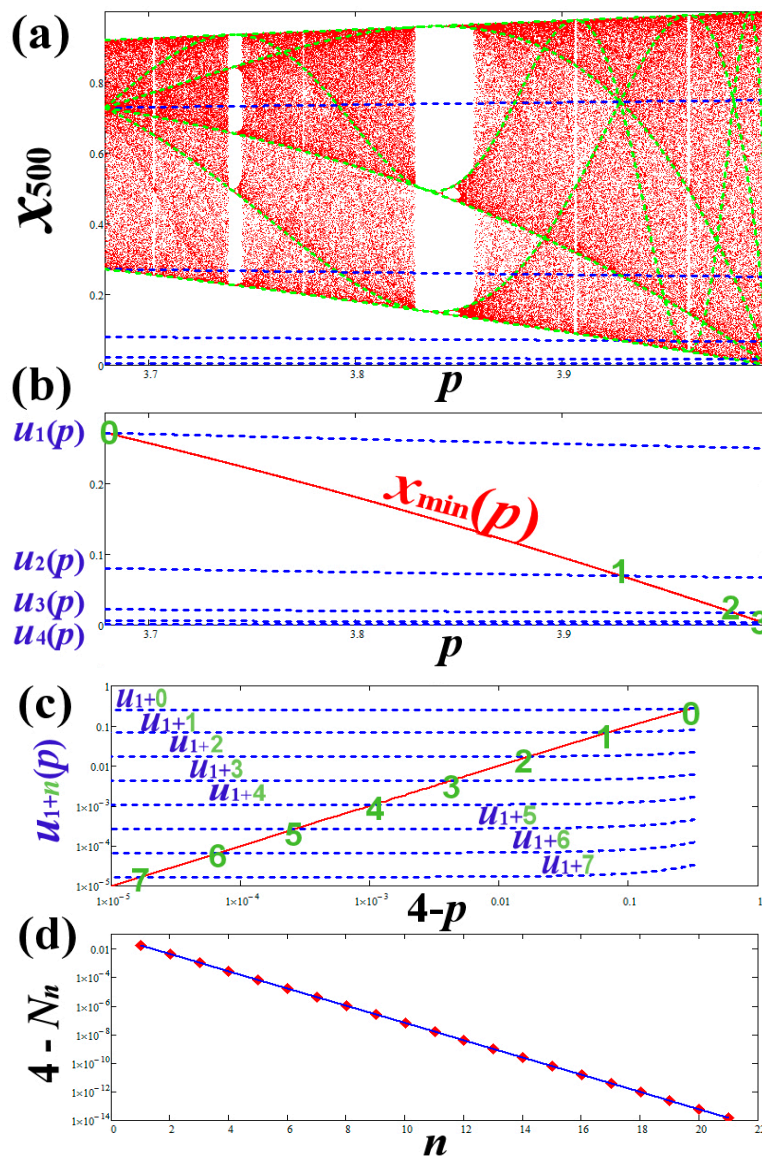 (a)
x500
0.8
0.6
0.4
0.2
0
3.7
3.8
3.9
p
(b)
u1(p)
u2(p)
u3(p)
u4(p)
0.2
0.1
0
0
1
2
3
xmin(p)
3.7
3.8
3.9
p
(c)
u1+n(p)
1
0.1
0.01
1×10-3
1×10-4
1×10-5
u1+0
u1+1
u1+2
u1+3
u1+4
u1+5
u1+6
u1+7
0
1
2
3
4
5
6
7
1×10-5
1×10-4
1×10-3
0.01
0.1
1
4-p
(d)
4 - Nn
0.01
1×10-4
1×10-6
1×10-8
1×10-10
1×10-12
1×10-14
0 2 4 6 8 10 12 14 16 18 20 22
n